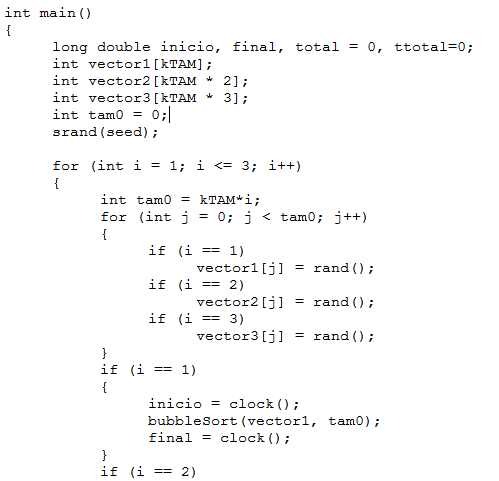 int main()
{
long double inicio, final, total = 0, ttotal=0;
int vector1[kTAM];
int vector2[kTAM * 2];
int vector3[kTAM * 3];
int tam0 = 0;
srand(seed);
for (int i = 1; i <= 3; i++)
{
int tam0 = kTAM*i;
for (int j = 0; j < tam0; j++)
{
if (i == 1)
vector1[j] = rand();
if (i == 2)
vector2[j] = rand();
if (i == 3)
vector3[j] = rand();
}
if (i == 1)
{
inicio = clock();
bubbleSort(vector1, tam0);
final = clock();
}
if (i == 2)